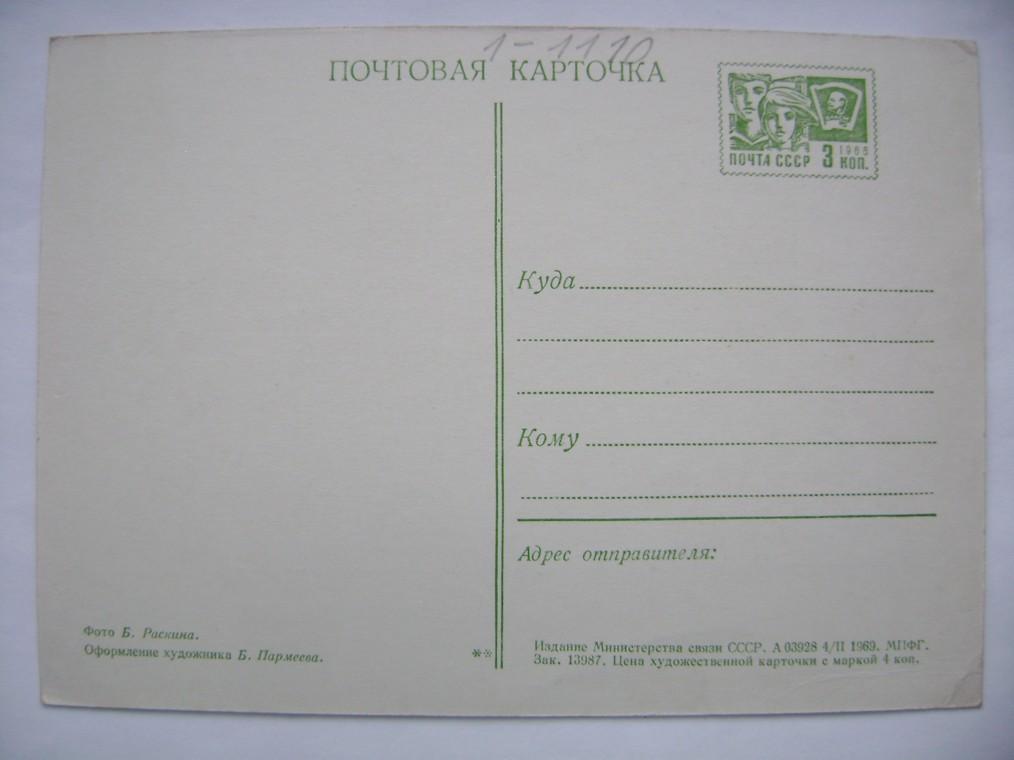 1-1110
ПОЧТОВАЯ КАРТОЧКА
1966
ПОЧТА СССР 3 КОП.
Куда
Кому
Адрес отправителя:
Фото Б. Раскина.
Оформление художника Б. Пармеева.
**
Издание Министерства связи СССР. А 03928 4/II 1969. МПФГ.
Зак. 13987. Цена художественной карточки с маркой 4 коп.